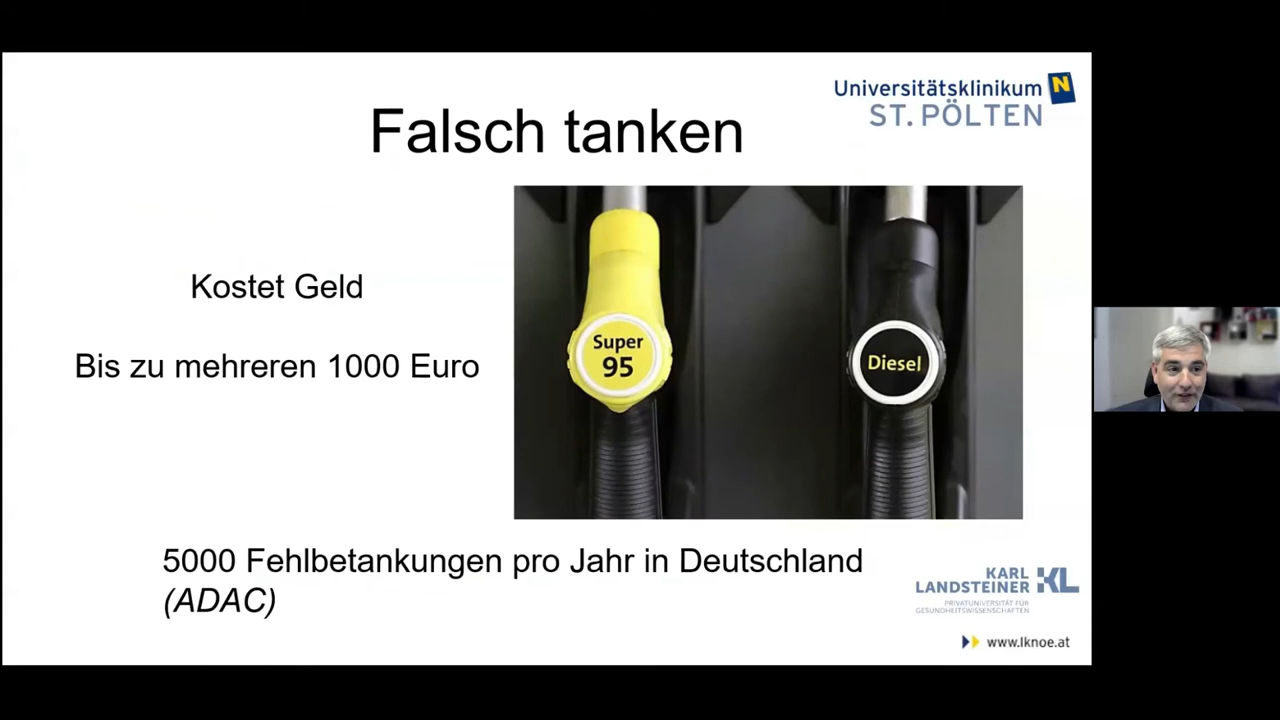 Universitätsklinikum N
ST. PÖLTEN
Falsch tanken
Kostet Geld
Bis zu mehreren 1000 Euro
Super
95
Diesel
5000 Fehlbetankungen pro Jahr in Deutschland
(ADAC)
KARL
LANDSTEINER KL
PRIVATUNIVERSITÄT FÜR
GESUNDHEITSWISSENSCHAFTEN
www.lknoe.at